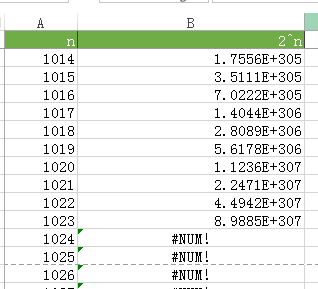 A B
n 2^n
1014 1.7556E+305
1015 3.5111E+305
1016 7.0222E+305
1017 1.4044E+306
1018 2.8089E+306
1019 5.6178E+306
1020 1.1236E+307
1021 2.2471E+307
1022 4.4942E+307
1023 8.9885E+307
1024 #NUM!
1025 #NUM!
1026 #NUM!